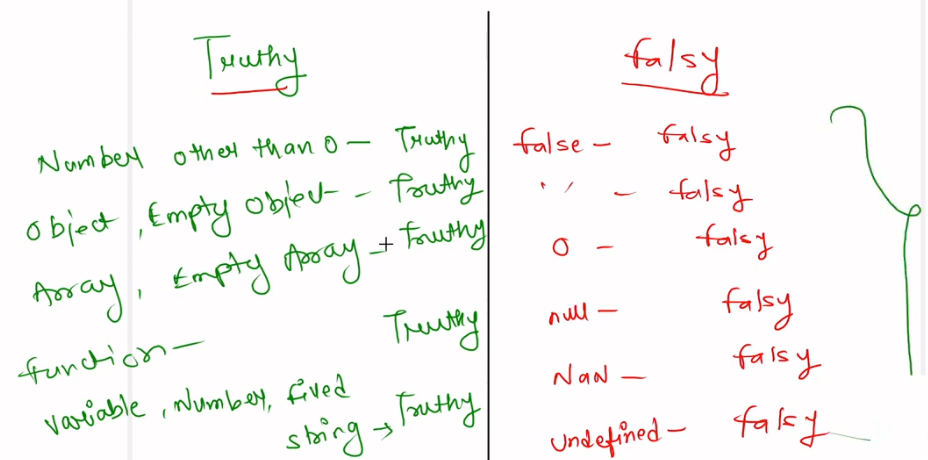 Truthy
Number other than 0 - Truthy
Object, Empty Object - Truthy
Array, Empty Array - Truthy
function - Truthy
variable, Number, fixed
string → Truthy
falsy
false - falsy
' ' - falsy
0 - falsy
null - falsy
NaN - falsy
undefined - falsy